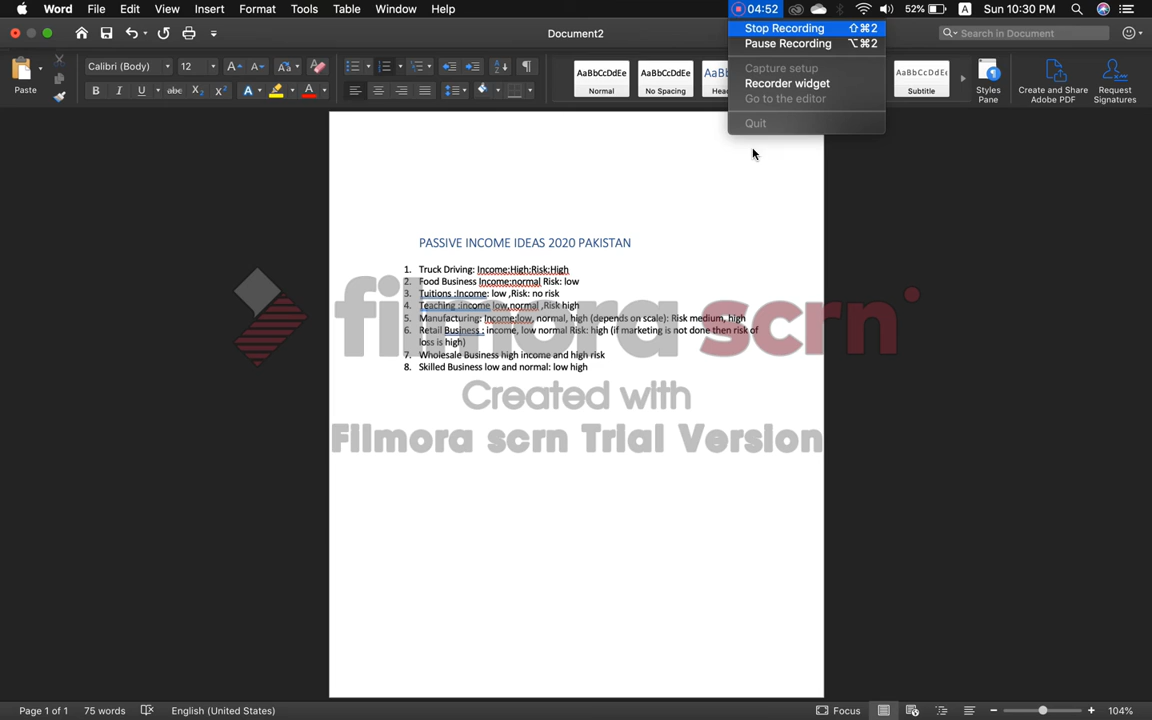 Word File Edit View Insert Format Tools Table Window Help 04:52 52% A Sun 10:30 PM
Document2
Search in Document
Stop Recording ⇧⌘2
Pause Recording ⌥⌘2
Capture setup
Recorder widget
Go to the editor
Quit
Paste
Calibri (Body) 12
AaBbCcDdEe
Normal
AaBbCcDdEe
No Spacing
AaBbCcDdEe
Subtitle
Styles
Pane
Create and Share
Adobe PDF
Request
Signatures
PASSIVE INCOME IDEAS 2020 PAKISTAN
1. Truck Driving: Income:High:Risk:High
2. Food Business Income:normal Risk: low
3. Tuitions :Income: low ,Risk: no risk
4. Teaching :income low,normal ,Risk high
5. Manufacturing: Income:low, normal, high (depends on scale): Risk medium, high
6. Retail Business : income, low normal Risk: high (if marketing is not done then risk of
loss is high)
7. Wholesale Business high income and high risk
8. Skilled Business low and normal: low high
filmora scrn
Created with
Filmora scrn Trial Version
Page 1 of 1 75 words English (United States) Focus 104%